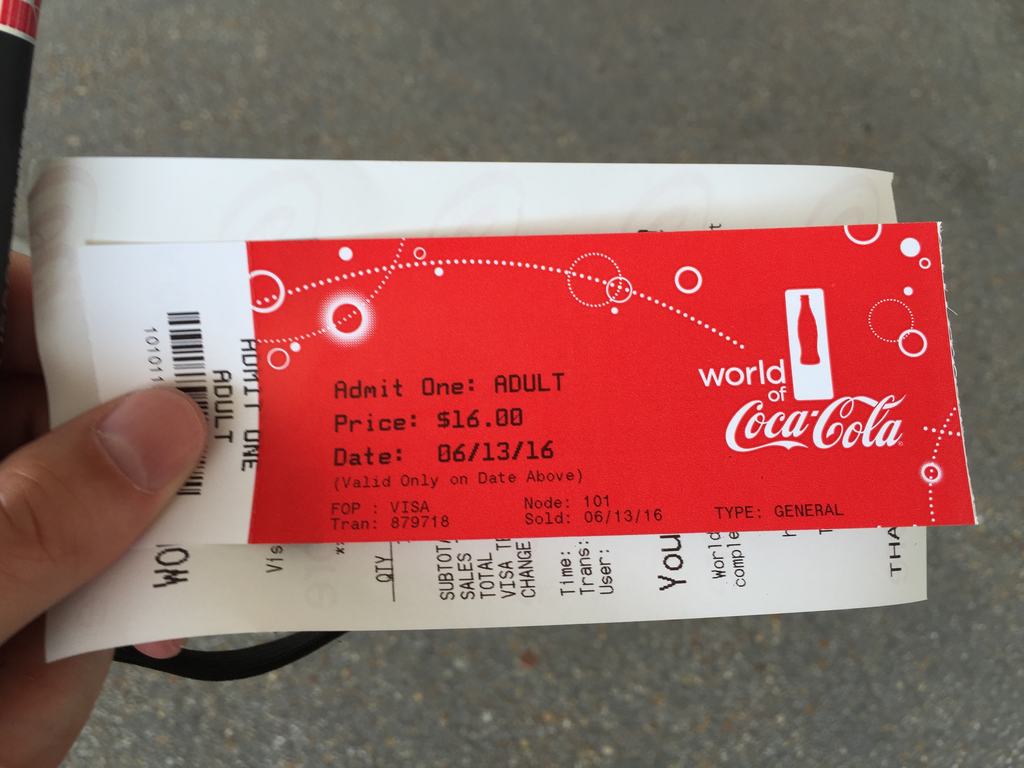 world
of
Coca-Cola
Admit One: ADULT
Price: $16.00
Date: 06/13/16
(Valid Only on Date Above)
FOP : VISA
Tran: 879718
Node: 101
Sold: 06/13/16
TYPE: GENERAL
ADMIT ONE
ADULT
QTY
SALES
TOTAL
CHANGE
Time:
Trans:
User: